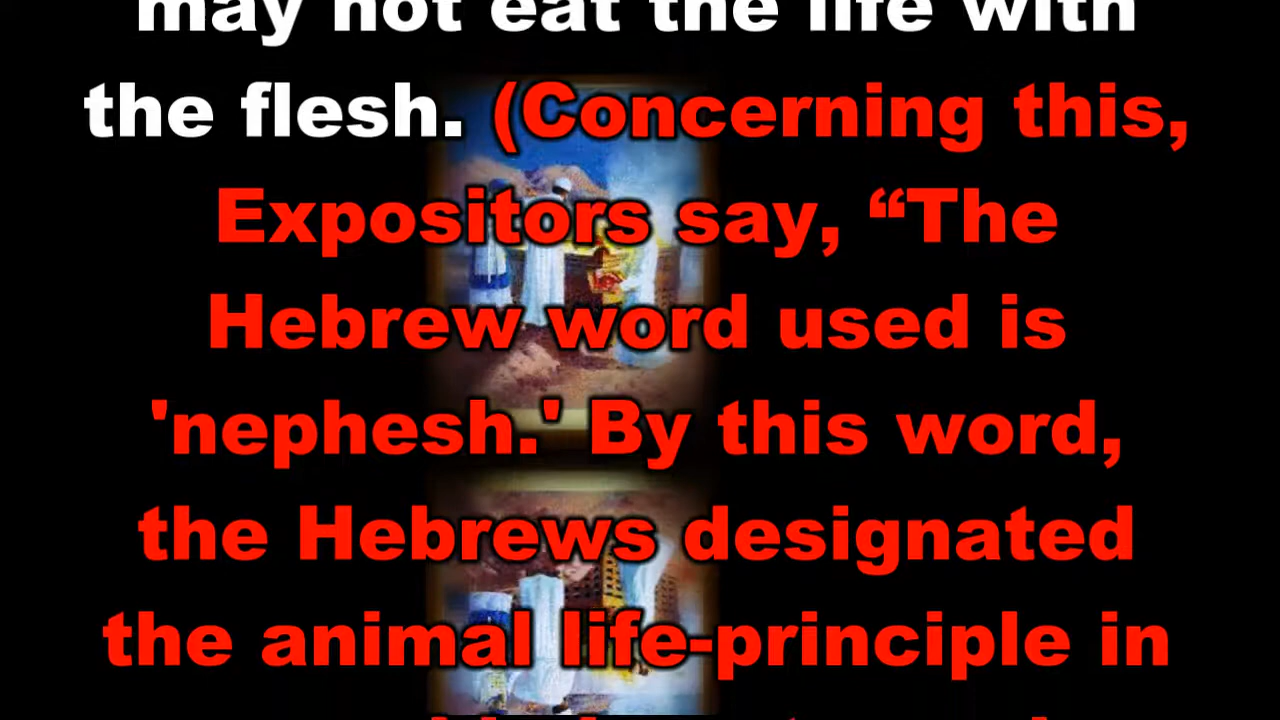 may not eat the life with
the flesh. (Concerning this,
Expositors say, “The
Hebrew word used is
'nephesh.' By this word,
the Hebrews designated
the animal life-principle in